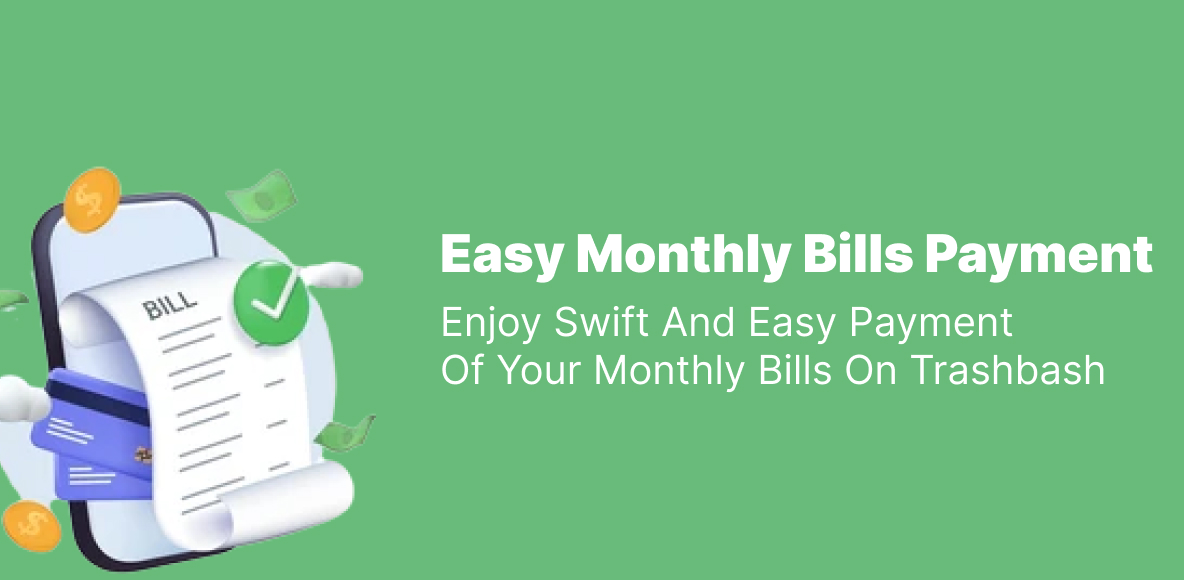 BILL
Easy Monthly Bills Payment
Enjoy Swift And Easy Payment
Of Your Monthly Bills On Trashbash